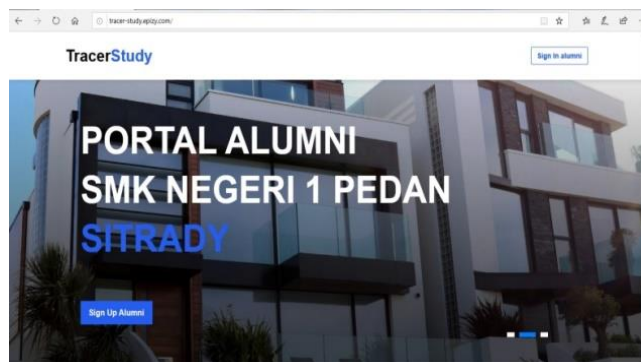 tracer-study.epizy.com/
TracerStudy
Sign In alumni
PORTAL ALUMNI
SMK NEGERI 1 PEDAN
SITRADY
Sign Up Alumni